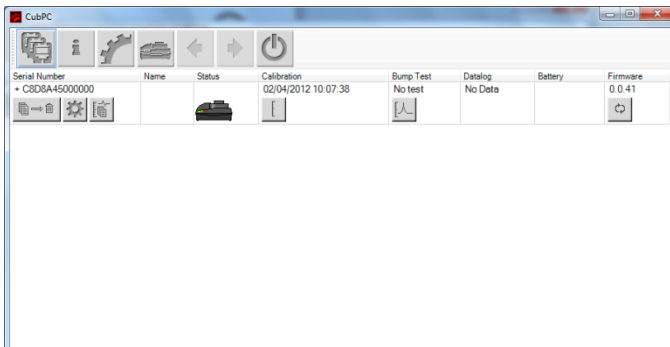 CubPC
Serial Number Name Status Calibration Bump Test Datalog Battery Firmware
+ C8D8A45000000 02/04/2012 10:07:38 No test No Data 0.0.41